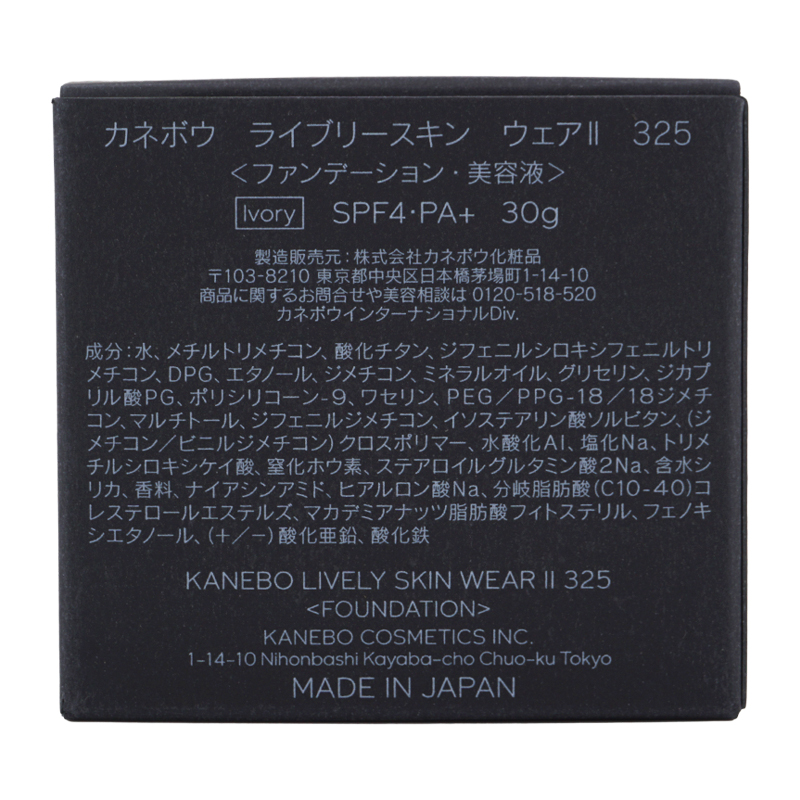 カネボウ ライブリースキン ウェアⅡ 325
<ファンデーション・美容液>
Ivory SPF4・PA+ 30g
製造販売元：株式会社カネボウ化粧品
〒103-8210 東京都中央区日本橋茅場町1-14-10
商品に関するお問合せや美容相談は 0120-518-520
カネボウインターナショナルDiv.
成分：水、メチルトリメチコン、酸化チタン、ジフェニルシロキシフェニルトリ
メチコン、DPG、エタノール、ジメチコン、ミネラルオイル、グリセリン、ジカプ
リル酸PG、ポリシリコーン-9、ワセリン、PEG／PPG-18／18ジメチ
コン、マルチトール、ジフェニルジメチコン、イソステアリン酸ソルビタン、(ジ
メチコン／ビニルジメチコン)クロスポリマー、水酸化Al、塩化Na、トリメ
チルシロキシケイ酸、窒化ホウ素、ステアロイルグルタミン酸2Na、含水シ
リカ、香料、ナイアシンアミド、ヒアルロン酸Na、分岐脂肪酸(C10-40)コ
レステロールエステルズ、マカデミアナッツ脂肪酸フィトステリル、フェノキ
シエタノール、(+／-)酸化亜鉛、酸化鉄
KANEBO LIVELY SKIN WEAR Ⅱ 325
<FOUNDATION>
KANEBO COSMETICS INC.
1-14-10 Nihonbashi Kayaba-cho Chuo-ku Tokyo
MADE IN JAPAN